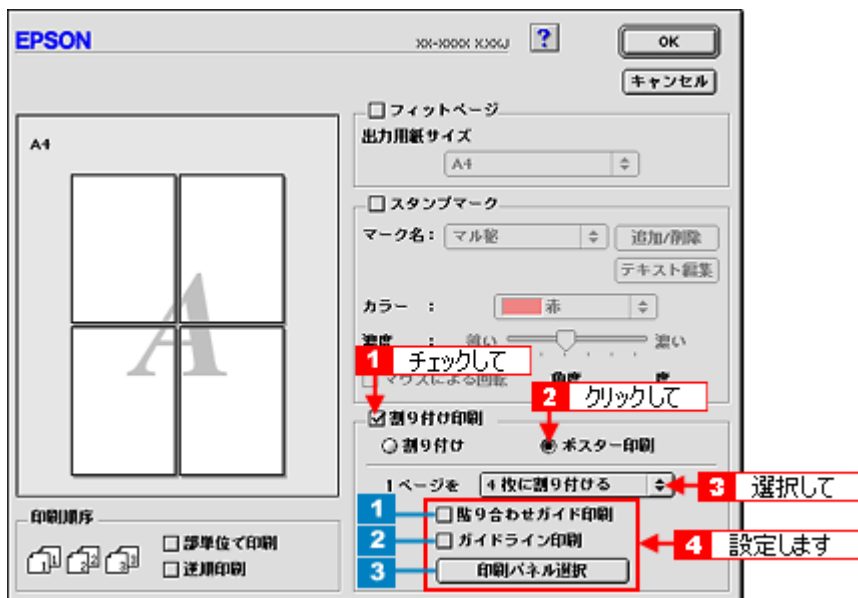 EPSON
XX-XXXX XXXW
?
OK
キャンセル
フィットページ
出力用紙サイズ
A4
A4
A
スタンプマーク
マーク名： マル秘
追加/削除
テキスト編集
カラー ： 赤
濃度 ： 薄い 濃い
1 チェックして
マウスによる回転 角度 度
2 クリックして
割り付け印刷
割り付け ポスター印刷
1ページを 4枚に割り付ける
3 選択して
1 貼り合わせガイド印刷
2 ガイドライン印刷
3 印刷パネル選択
4 設定します
印刷順序
1 1 2 2 3 3
部単位で印刷
逆順印刷